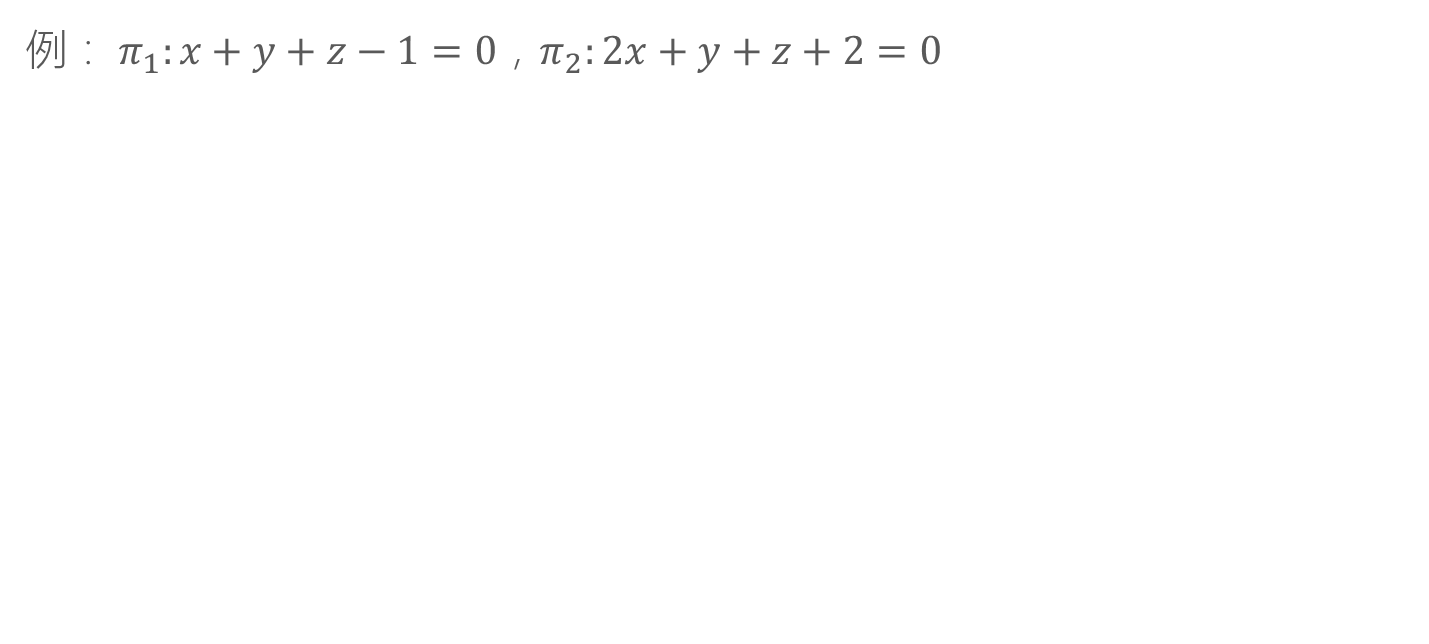 例：π₁: x + y + z − 1 = 0 , π₂: 2x + y + z + 2 = 0